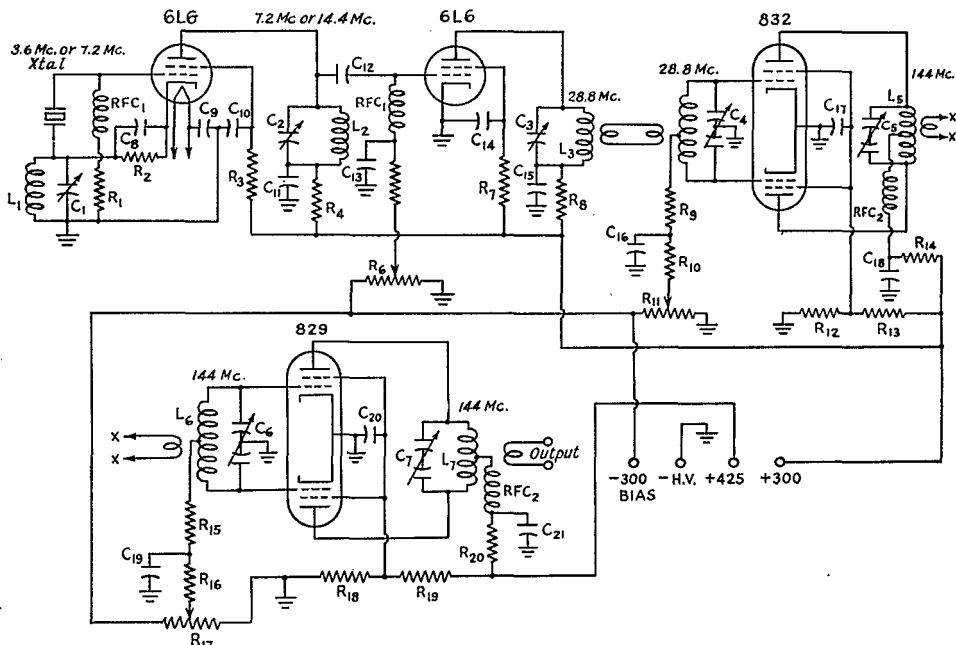 6L6
7.2 Mc or 14.4 Mc.
6L6
832
3.6 Mc. or 7.2 Mc.
Xtal
RFC1
C8
C9
C10
R2
R1
L1
C1
R3
C12
C2
L2
C11
R4
RFC1
C13
C14
R7
28.8 Mc.
C3
L3
C15
R8
28.8 Mc.
C4
C17
144 Mc.
L5
C5
X
X
RFC2
R9
C16
R10
C18
R14
R6
R11
R12
R13
829
144 Mc.
L6
C6
C20
X
X
144 Mc.
C7
L7
Output
RFC2
R15
C19
R16
R20
C21
R18
R19
R17
-300
BIAS
-H.V.
+425
+300